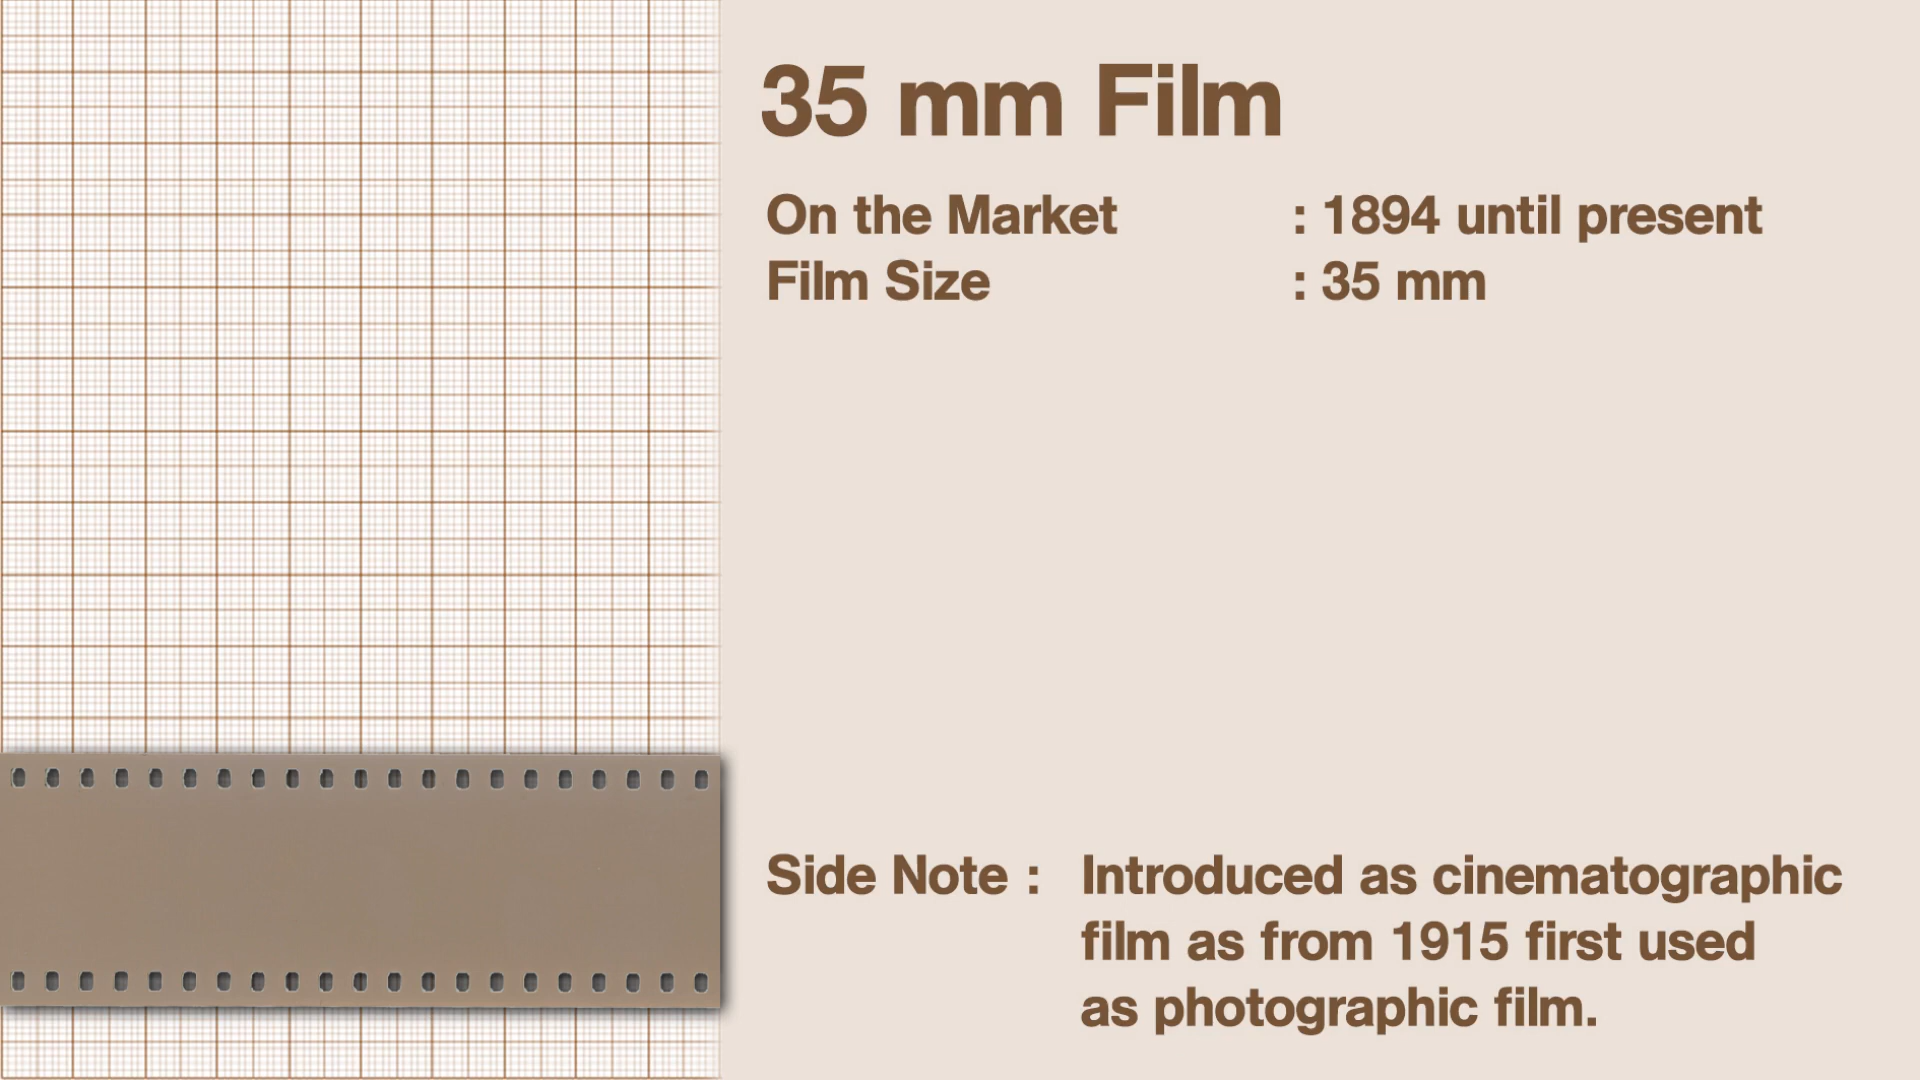 35 mm Film
On the Market : 1894 until present
Film Size : 35 mm
Side Note : Introduced as cinematographic
film as from 1915 first used
as photographic film.